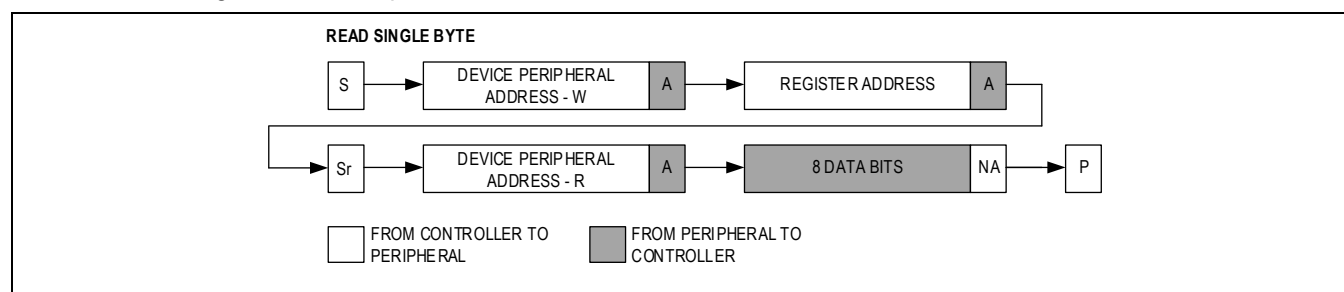 READ SINGLE BYTE
S
DEVICE PERIPHERAL
ADDRESS - W
A
REGISTER ADDRESS
A
Sr
DEVICE PERIPHERAL
ADDRESS - R
A
8 DATA BITS
NA
P
FROM CONTROLLER TO
PERIPHERAL
FROM PERIPHERAL TO
CONTROLLER